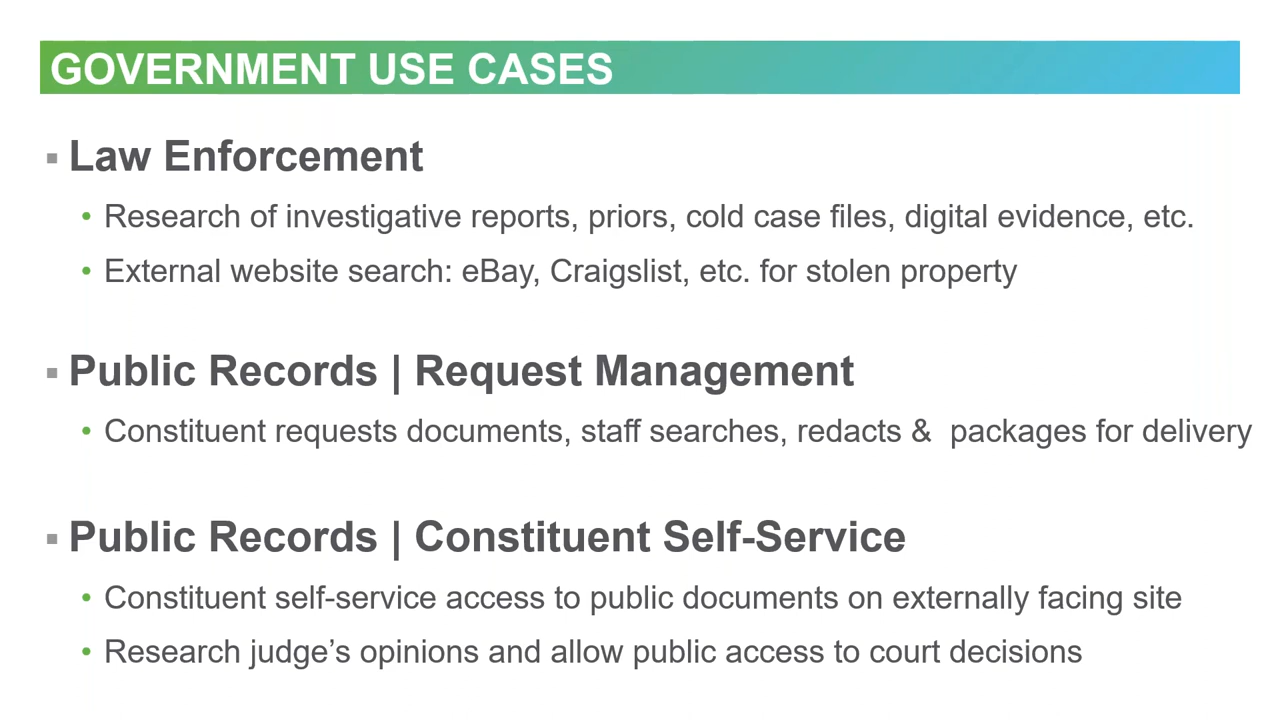 GOVERNMENT USE CASES
▪ Law Enforcement
• Research of investigative reports, priors, cold case files, digital evidence, etc.
• External website search: eBay, Craigslist, etc. for stolen property
▪ Public Records | Request Management
• Constituent requests documents, staff searches, redacts &  packages for delivery
▪ Public Records | Constituent Self-Service
• Constituent self-service access to public documents on externally facing site
• Research judge’s opinions and allow public access to court decisions